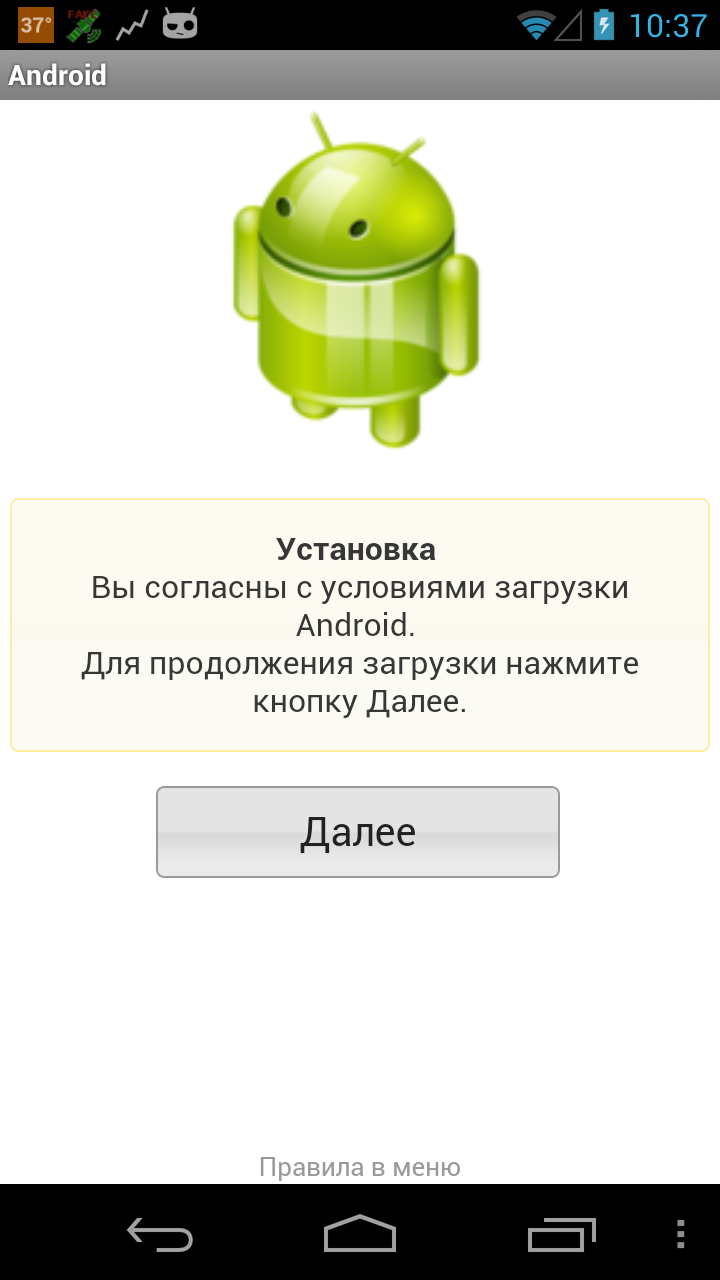 37°
FAKE
10:37
Android
Установка
Вы согласны с условиями загрузки
Android.
Для продолжения загрузки нажмите
кнопку Далее.
Далее
Правила в меню